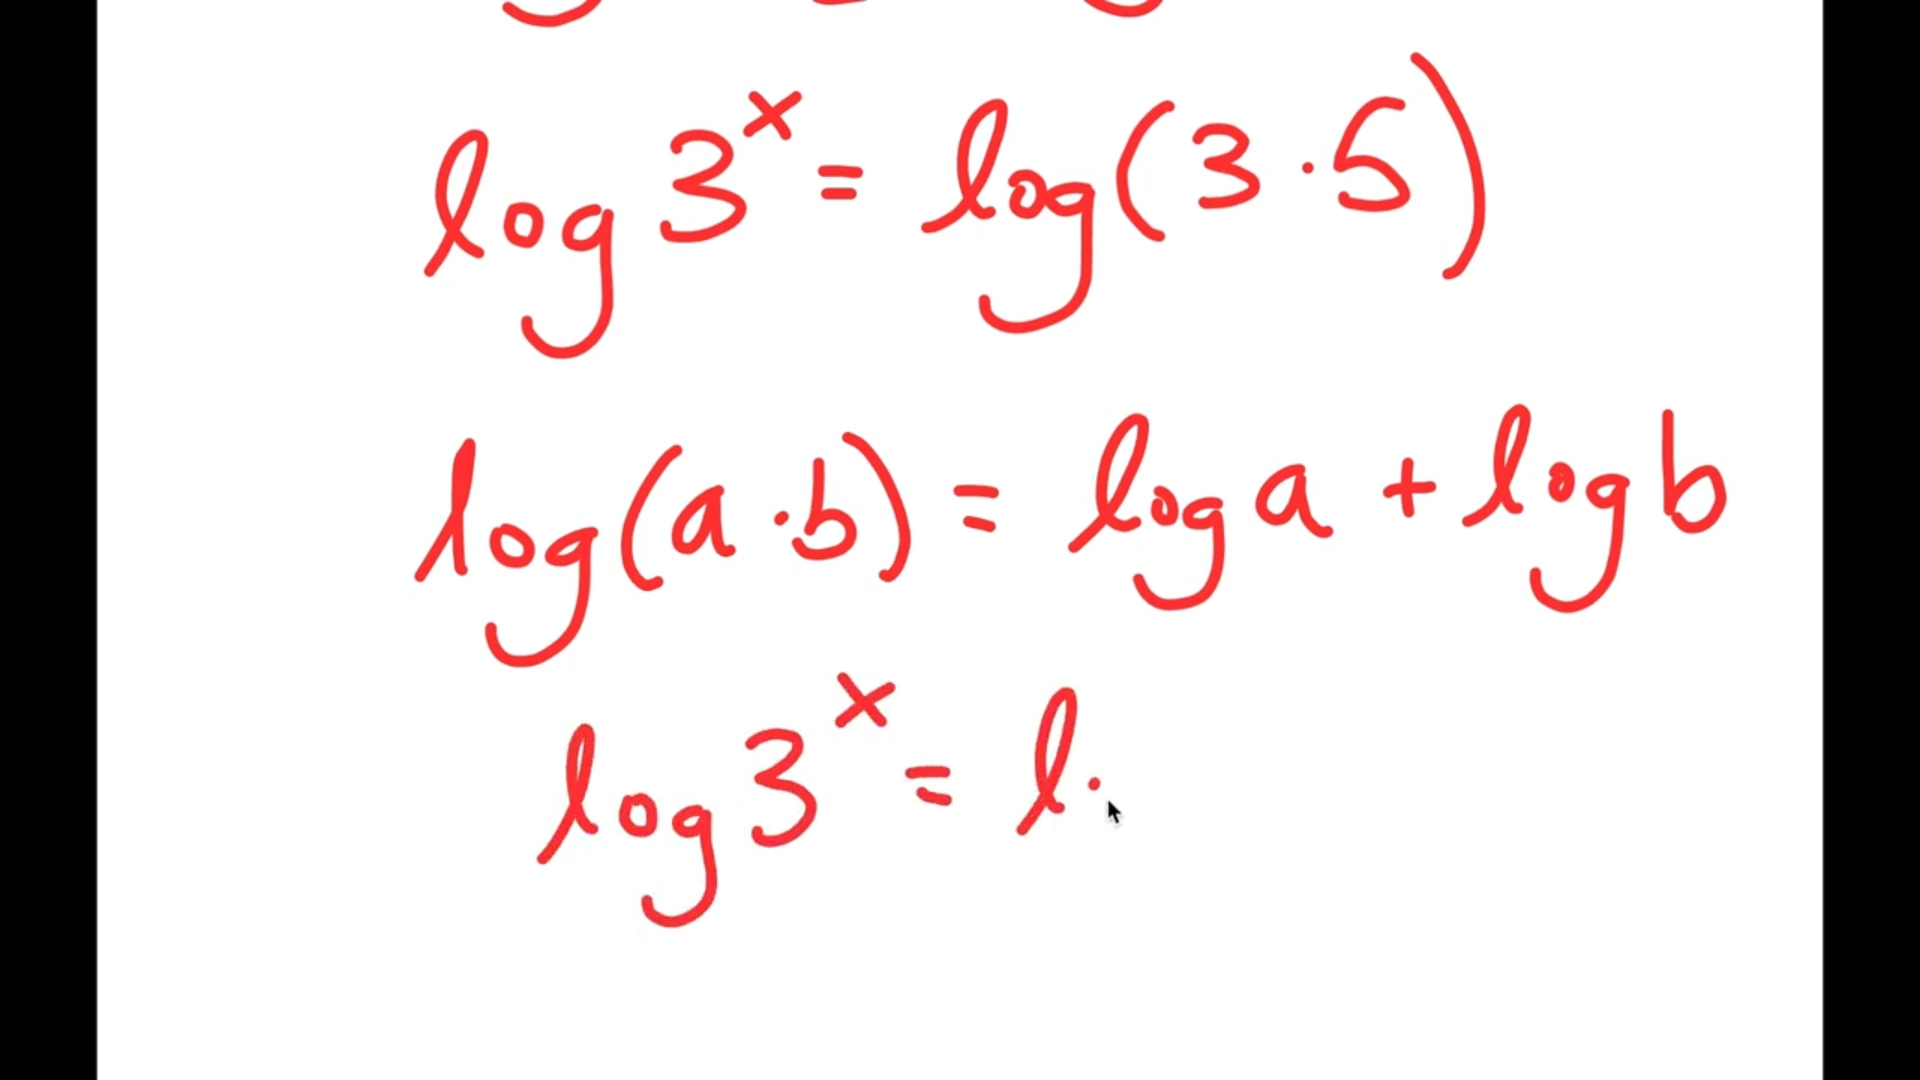 log 3^x = log(3·5)
log(a·b) = log a + log b
log 3^x = l